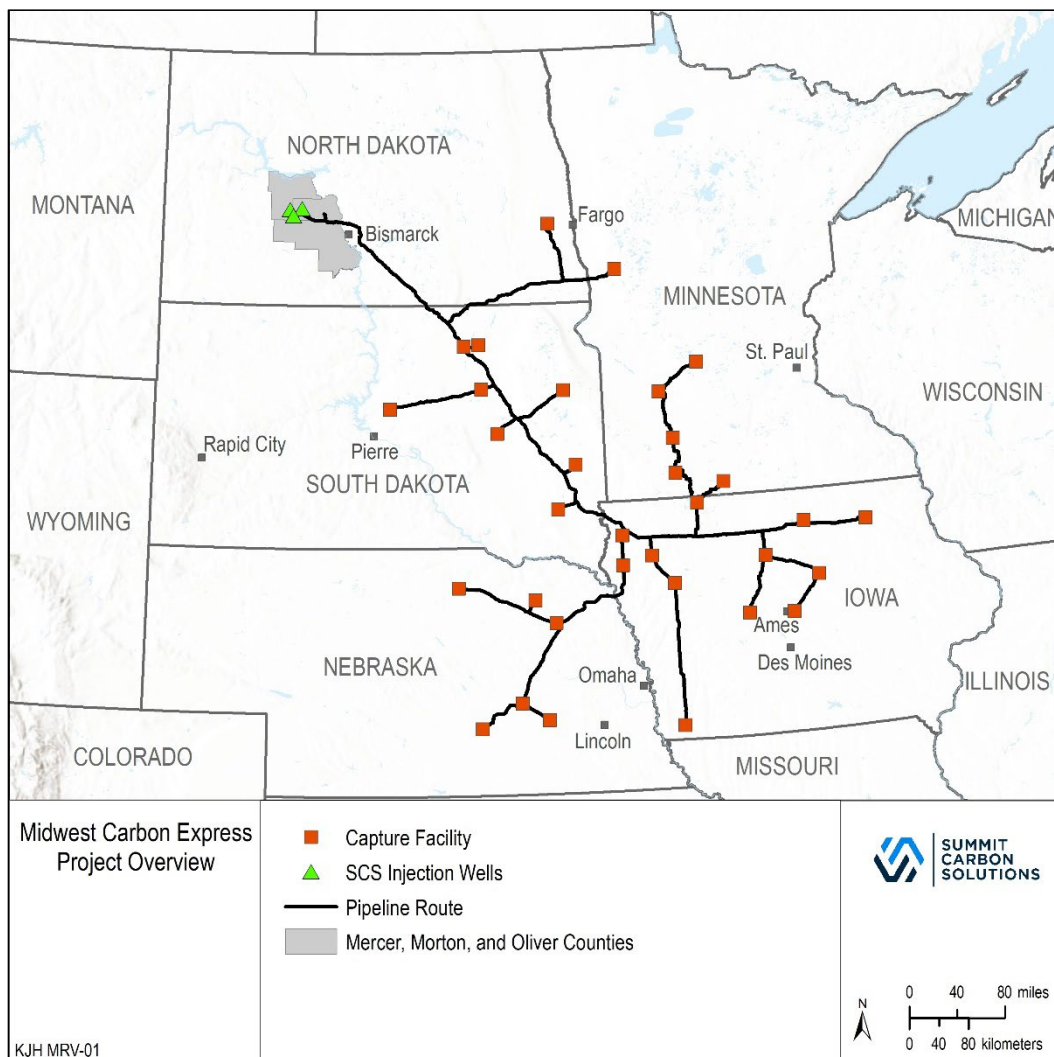 NORTH DAKOTA
MONTANA
Fargo
MICHIGAN
Bismarck
MINNESOTA
St. Paul
WISCONSIN
Rapid City
Pierre
SOUTH DAKOTA
WYOMING
IOWA
Ames
NEBRASKA
Des Moines
Omaha
ILLINOIS
Lincoln
COLORADO
MISSOURI
Midwest Carbon Express
Project Overview
Capture Facility
SCS Injection Wells
Pipeline Route
Mercer, Morton, and Oliver Counties
SUMMIT
CARBON
SOLUTIONS
N
0 40 80 miles
0 40 80 kilometers
KJH MRV-01